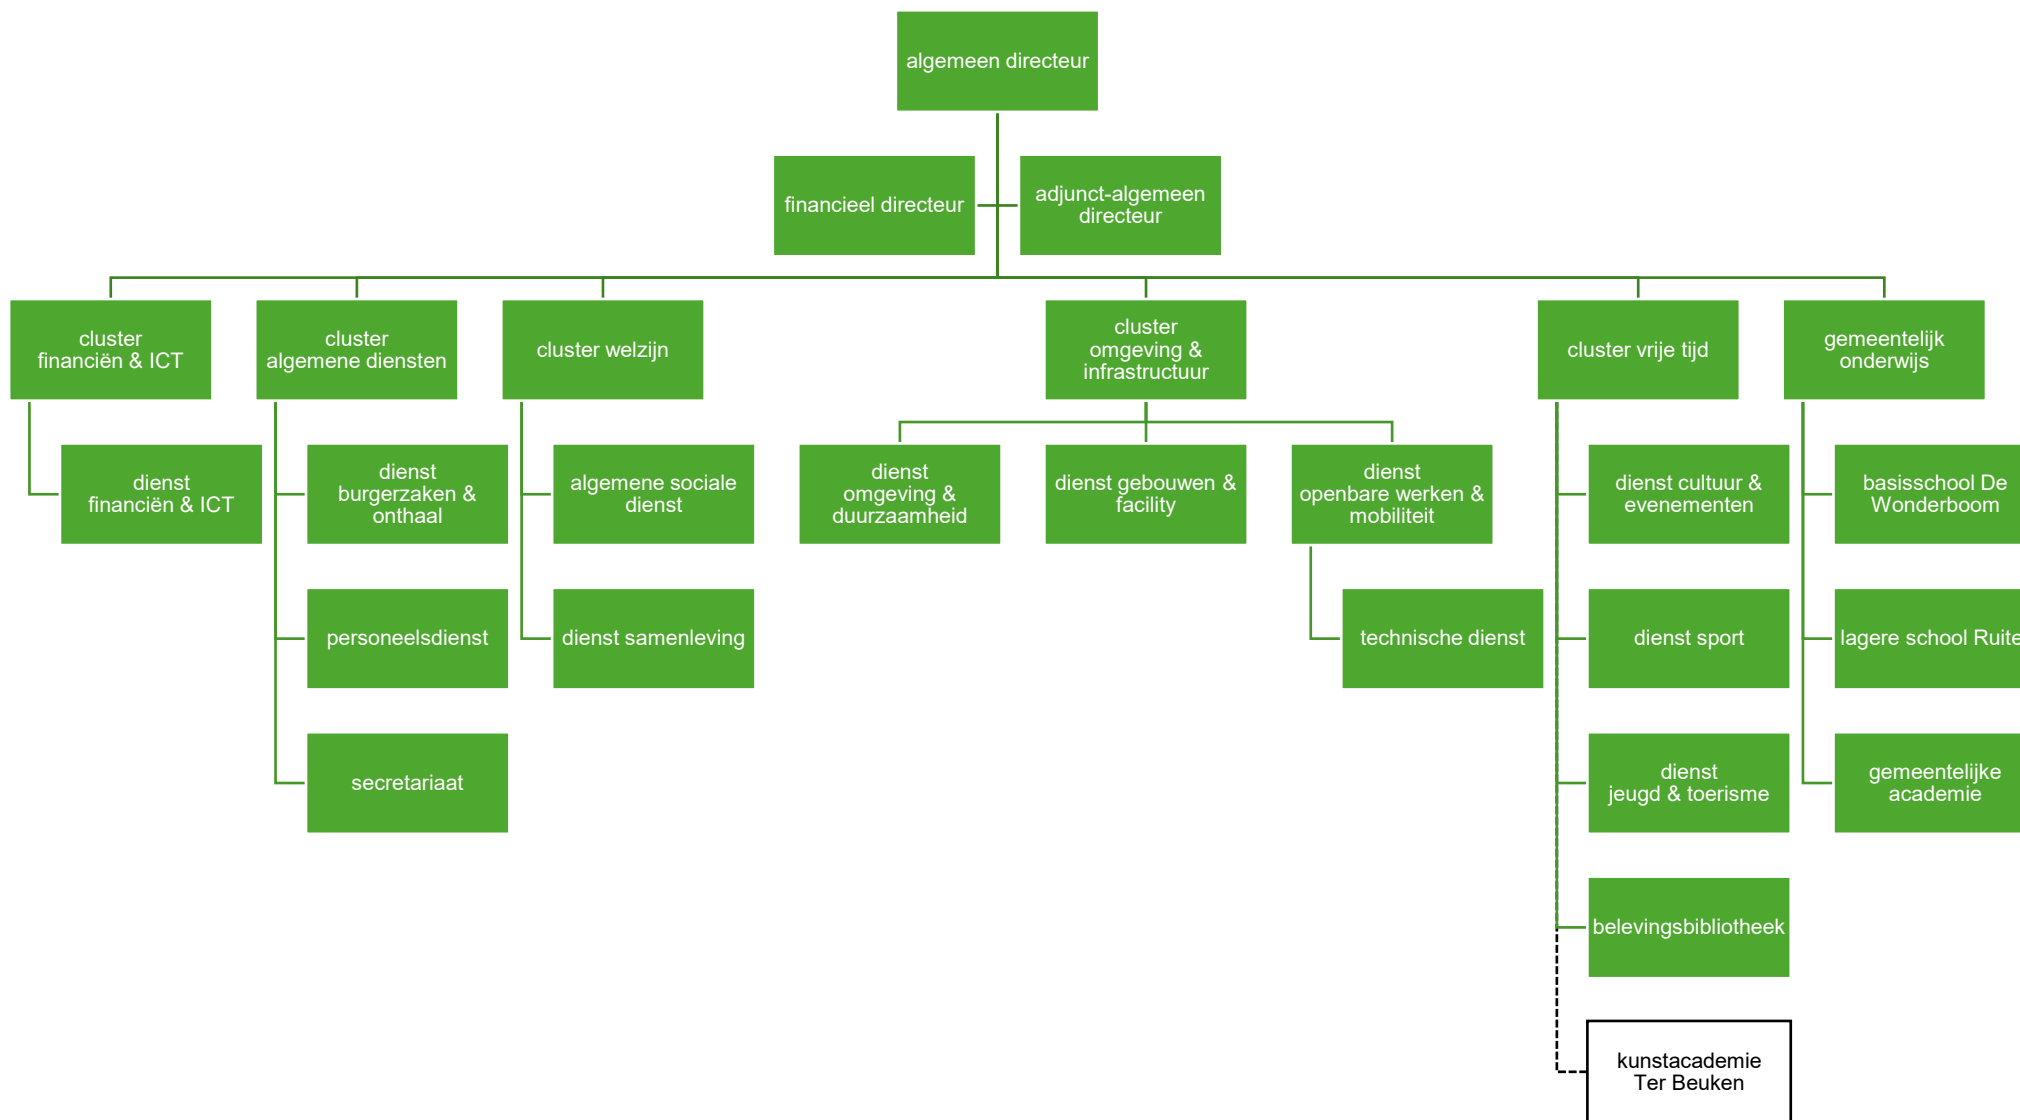 algemeen directeur
financieel directeur
adjunct-algemeen
directeur
cluster
financiën & ICT
cluster
algemene diensten
cluster welzijn
cluster
omgeving &
infrastructuur
cluster vrije tijd
gemeentelijk
onderwijs
dienst
financiën & ICT
dienst
burgerzaken &
onthaal
algemene sociale
dienst
dienst
omgeving &
duurzaamheid
dienst gebouwen &
facility
dienst
openbare werken &
mobiliteit
dienst cultuur &
evenementen
basisschool De
Wonderboom
personeelsdienst
dienst samenleving
technische dienst
dienst sport
lagere school Ruite
secretariaat
dienst
jeugd & toerisme
gemeentelijke
academie
belevingsbibliotheek
kunstacademie
Ter Beuken